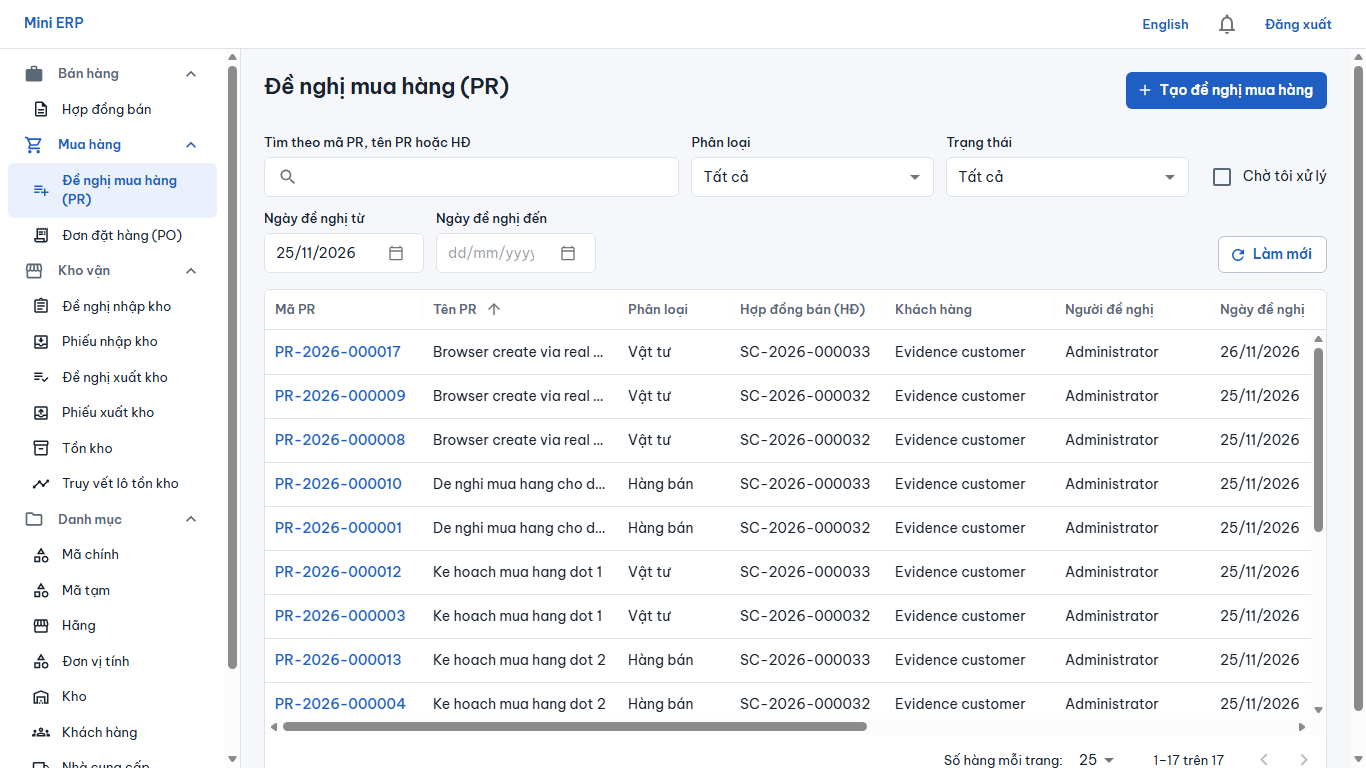 Mini ERP
English
Đăng xuất
Bán hàng
Hợp đồng bán
Mua hàng
Đề nghị mua hàng
(PR)
Đơn đặt hàng (PO)
Kho vận
Đề nghị nhập kho
Phiếu nhập kho
Đề nghị xuất kho
Phiếu xuất kho
Tồn kho
Truy vết lô tồn kho
Danh mục
Mã chính
Mã tạm
Hãng
Đơn vị tính
Kho
Khách hàng
Nhà cung cấp
Đề nghị mua hàng (PR)
+ Tạo đề nghị mua hàng
Tìm theo mã PR, tên PR hoặc HĐ
Phân loại
Trạng thái
Tất cả
Tất cả
Chờ tôi xử lý
Ngày đề nghị từ
Ngày đề nghị đến
25/11/2026
dd/mm/yyyy
Làm mới
Mã PR Tên PR Phân loại Hợp đồng bán (HĐ) Khách hàng Người đề nghị Ngày đề nghị
PR-2026-000017 Browser create via real ... Vật tư SC-2026-000033 Evidence customer Administrator 26/11/2026
PR-2026-000009 Browser create via real ... Vật tư SC-2026-000032 Evidence customer Administrator 25/11/2026
PR-2026-000008 Browser create via real ... Vật tư SC-2026-000032 Evidence customer Administrator 25/11/2026
PR-2026-000010 De nghi mua hang cho d... Hàng bán SC-2026-000033 Evidence customer Administrator 25/11/2026
PR-2026-000001 De nghi mua hang cho d... Hàng bán SC-2026-000032 Evidence customer Administrator 25/11/2026
PR-2026-000012 Ke hoach mua hang dot 1 Vật tư SC-2026-000033 Evidence customer Administrator 25/11/2026
PR-2026-000003 Ke hoach mua hang dot 1 Vật tư SC-2026-000032 Evidence customer Administrator 25/11/2026
PR-2026-000013 Ke hoach mua hang dot 2 Hàng bán SC-2026-000033 Evidence customer Administrator 25/11/2026
PR-2026-000004 Ke hoach mua hang dot 2 Hàng bán SC-2026-000032 Evidence customer Administrator 25/11/2026
Số hàng mỗi trang: 25 1–17 trên 17